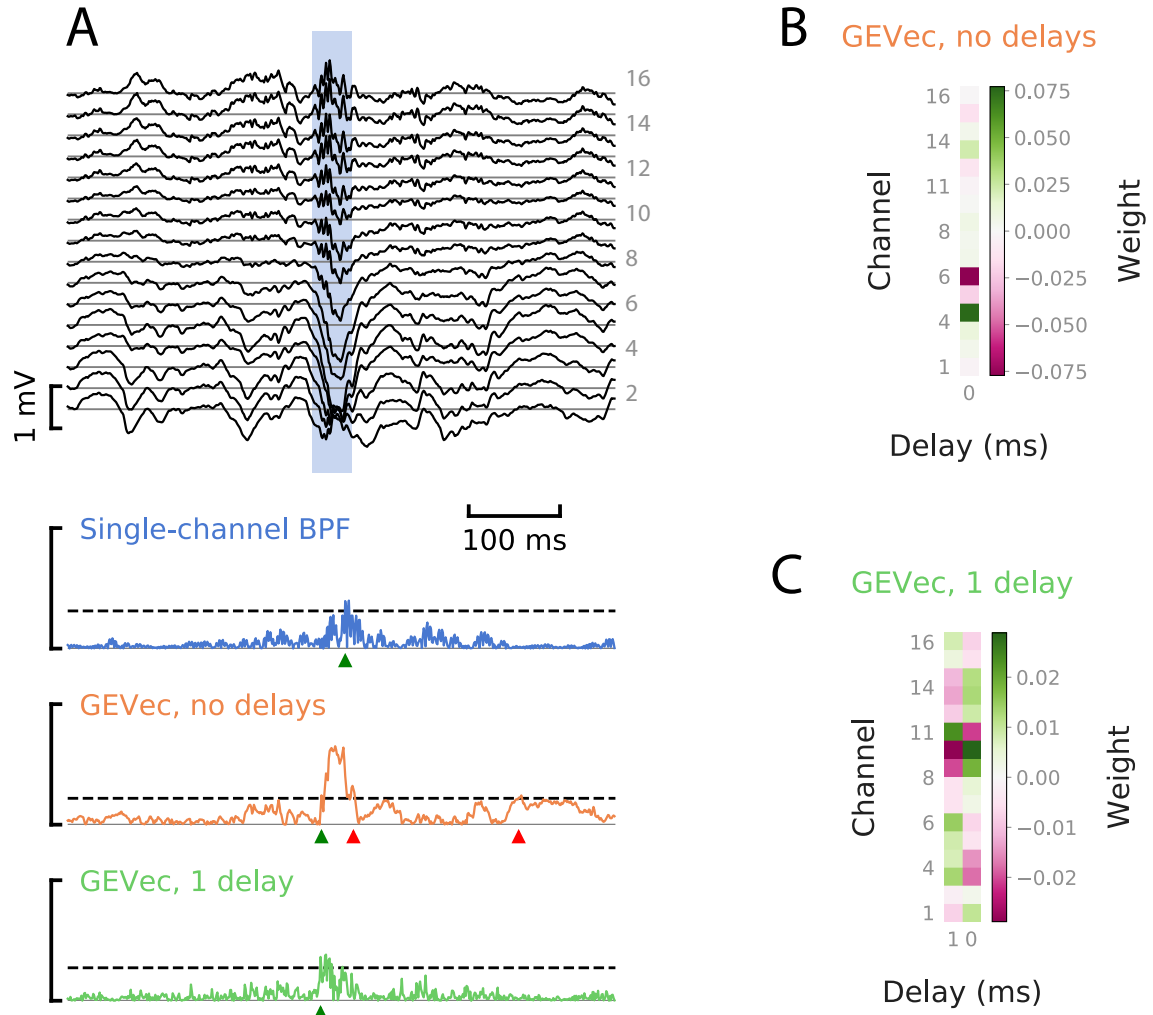 A
16
14
12
10
8
6
4
2
1 mV
Single-channel BPF
100 ms
GEVec, no delays
GEVec, 1 delay
B
GEVec, no delays
Channel
16
14
11
8
6
4
1
0
0.075
0.050
0.025
0.000
−0.025
−0.050
−0.075
Weight
Delay (ms)
C
GEVec, 1 delay
Channel
16
14
11
8
6
4
1
1 0
0.02
0.01
0.00
−0.01
−0.02
Weight
Delay (ms)